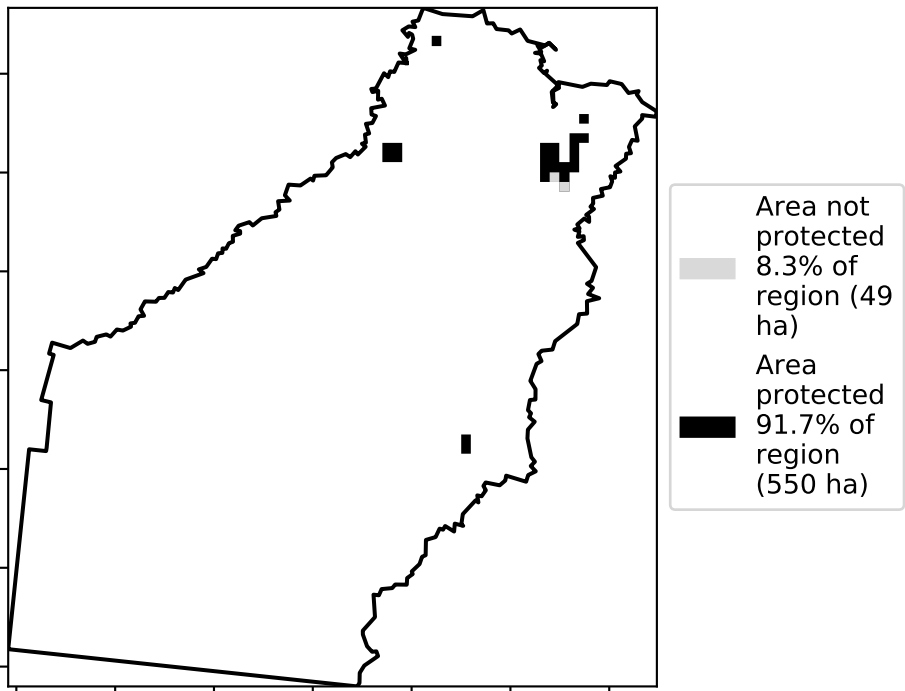 Area not
protected
8.3% of
region (49
ha)
Area
protected
91.7% of
region
(550 ha)